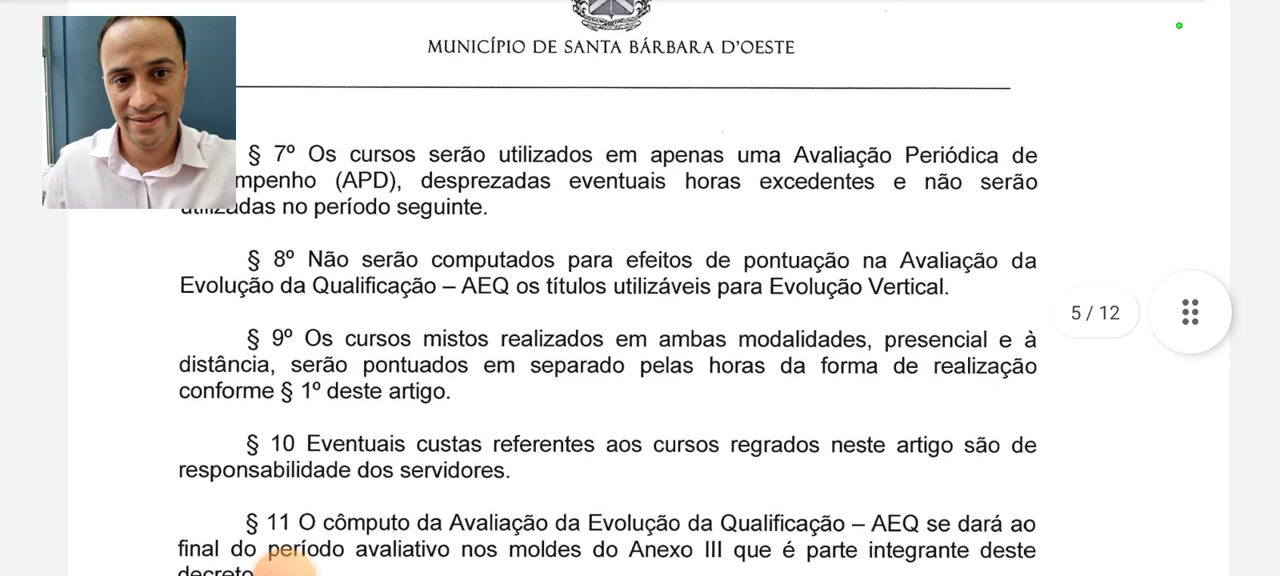 MUNICÍPIO DE SANTA BÁRBARA D'OESTE
§ 7º Os cursos serão utilizados em apenas uma Avaliação Periódica de
mpenho (APD), desprezadas eventuais horas excedentes e não serão
utilizadas no período seguinte.
§ 8º Não serão computados para efeitos de pontuação na Avaliação da
Evolução da Qualificação – AEQ os títulos utilizáveis para Evolução Vertical.
§ 9º Os cursos mistos realizados em ambas modalidades, presencial e à
distância, serão pontuados em separado pelas horas da forma de realização
conforme § 1º deste artigo.
5 / 12
§ 10 Eventuais custas referentes aos cursos regrados neste artigo são de
responsabilidade dos servidores.
§ 11 O cômputo da Avaliação da Evolução da Qualificação – AEQ se dará ao
final do período avaliativo nos moldes do Anexo III que é parte integrante deste
decreto